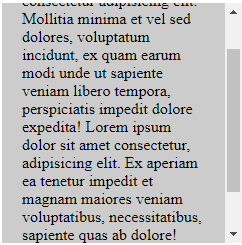 consectetur adipisicing elit.
Mollitia minima et vel sed
dolores, voluptatum
incidunt, ex quam earum
modi unde ut sapiente
veniam libero tempora,
perspiciatis impedit dolore
expedita! Lorem ipsum
dolor sit amet consectetur,
adipisicing elit. Ex aperiam
ea tenetur impedit et
magnam maiores veniam
voluptatibus, necessitatibus,
sapiente quas ab dolore!